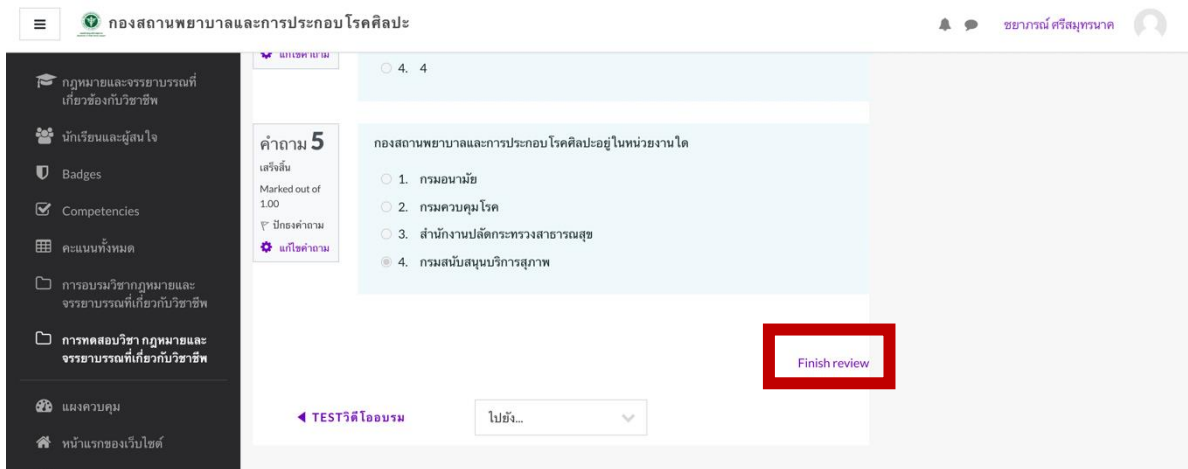 กองสถานพยาบาลและการประกอบโรคศิลปะ
ชยาภรณ์ ศรีสมุทรนาค
กฎหมายและจรรยาบรรณที่
เกี่ยวข้องกับวิชาชีพ
นักเรียนและผู้สนใจ
Badges
Competencies
คะแนนทั้งหมด
การอบรมวิชากฎหมายและ
จรรยาบรรณที่เกี่ยวกับวิชาชีพ
การทดสอบวิชา กฎหมายและ
จรรยาบรรณที่เกี่ยวกับวิชาชีพ
แผงควบคุม
หน้าแรกของเว็บไซต์
แก้ไขคำถาม
4. 4
คำถาม 5
เสร็จสิ้น
Marked out of
1.00
ปักธงคำถาม
แก้ไขคำถาม
กองสถานพยาบาลและการประกอบโรคศิลปะอยู่ในหน่วยงานใด
1. กรมอนามัย
2. กรมควบคุมโรค
3. สำนักงานปลัดกระทรวงสาธารณสุข
4. กรมสนับสนุนบริการสุภาพ
Finish review
◀ TESTวิดีโออบรม
ไปยัง...